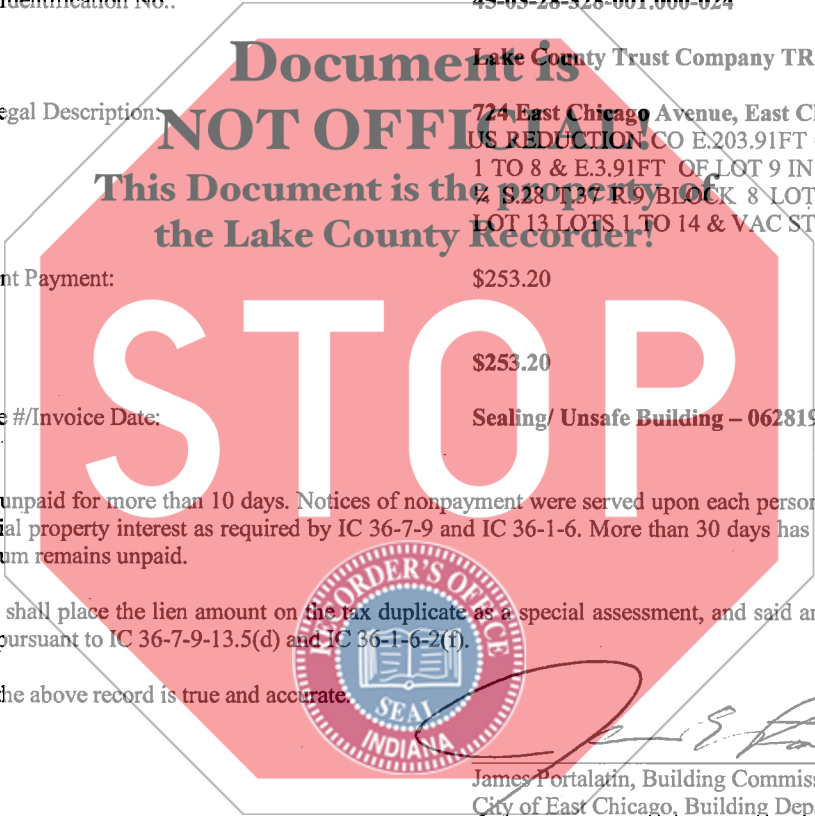 Identification No.:
45-03-28-328-001.000-024
Document is
Lake County Trust Company TR
egal Description:
724 East Chicago Avenue, East Cl
NOT OFFICIAL!
US REDUCTION CO E.203.91FT
1 TO 8 & E.3.91FT OF LOT 9 IN
This Document is the property of
¼ S.28 T.37 R.9 BLOCK 8 LOT
the Lake County Recorder!
LOT 13 LOTS 1 TO 14 & VAC ST
nt Payment:
$253.20
STOP
$253.20
e #/Invoice Date:
Sealing/ Unsafe Building – 062819
unpaid for more than 10 days. Notices of nonpayment were served upon each person
ial property interest as required by IC 36-7-9 and IC 36-1-6. More than 30 days has
um remains unpaid.
shall place the lien amount on the tax duplicate as a special assessment, and said a
pursuant to IC 36-7-9-13.5(d) and IC 36-1-6-2(f).
he above record is true and accurate.
RECORDER'S OFFICE
SEAL
INDIANA
James Portalatin, Building Commiss
City of East Chicago, Building Dep